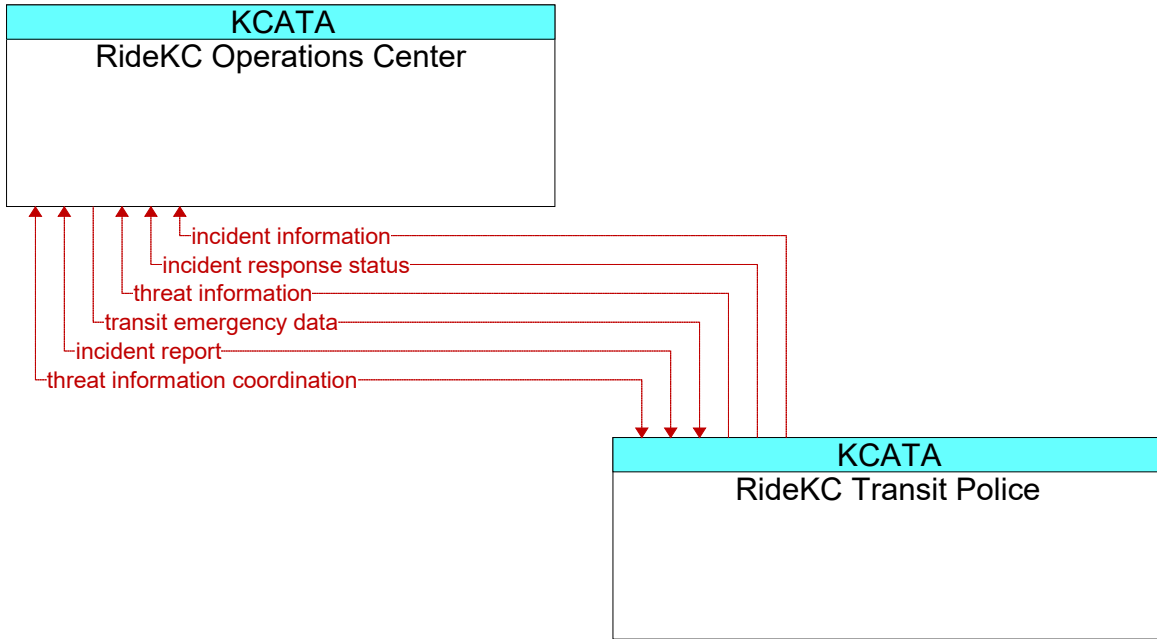 KCATA
RideKC Operations Center
incident information
incident response status
threat information
transit emergency data
incident report
threat information coordination
KCATA
RideKC Transit Police